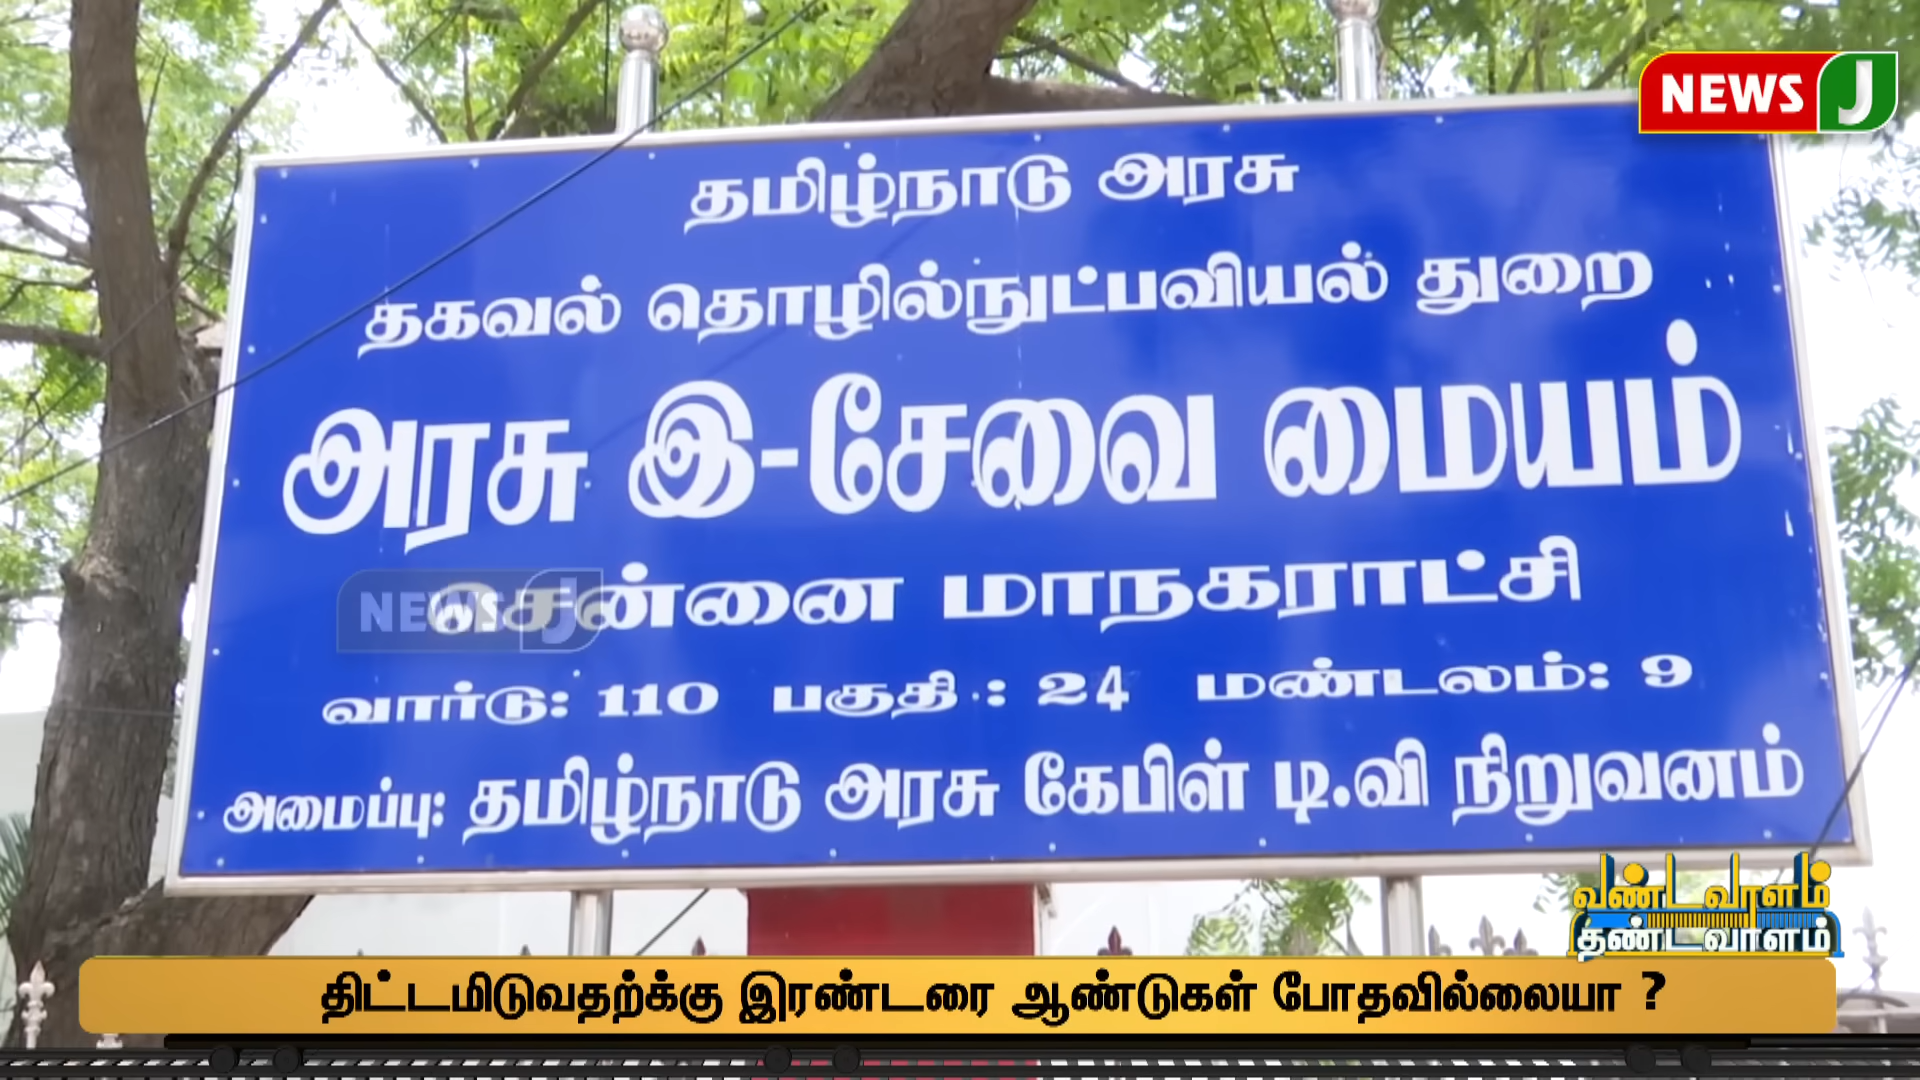 NEWS J
தமிழ்நாடு அரசு
தகவல் தொழில்நுட்பவியல் துறை
அரசு இ-சேவை மையம்
சென்னை மாநகராட்சி
NEWS J
வார்டு: 110 பகுதி : 24 மண்டலம்: 9
அமைப்பு: தமிழ்நாடு அரசு கேபிள் டி.வி நிறுவனம்
வண்டவாளம்
தண்டவாளம்
திட்டமிடுவதற்க்கு இரண்டரை ஆண்டுகள் போதவில்லையா ?